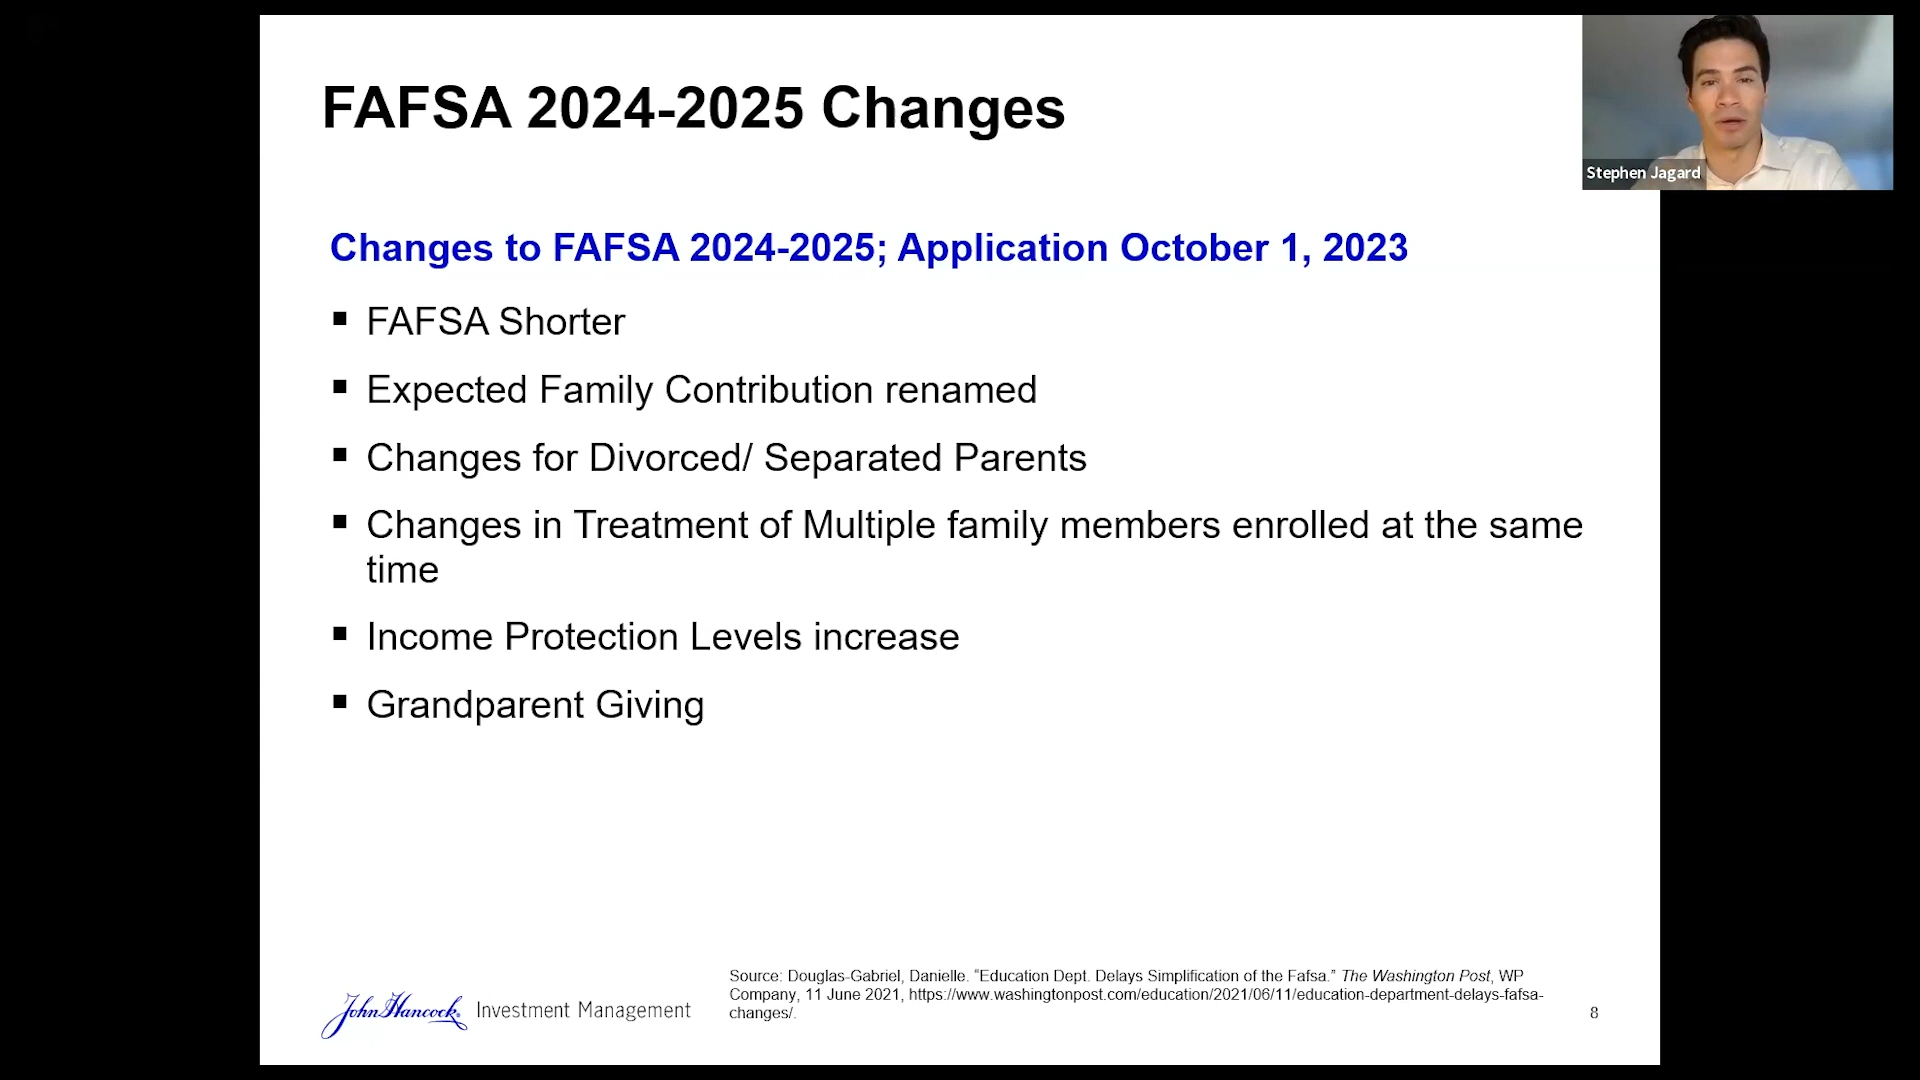 FAFSA 2024-2025 Changes
Stephen Jagard
Changes to FAFSA 2024-2025; Application October 1, 2023
▪ FAFSA Shorter
▪ Expected Family Contribution renamed
▪ Changes for Divorced/ Separated Parents
▪ Changes in Treatment of Multiple family members enrolled at the same
time
▪ Income Protection Levels increase
▪ Grandparent Giving
John Hancock® Investment Management
Source: Douglas-Gabriel, Danielle. “Education Dept. Delays Simplification of the Fafsa.” The Washington Post, WP
Company, 11 June 2021, https://www.washingtonpost.com/education/2021/06/11/education-department-delays-fafsa-
changes/.
8